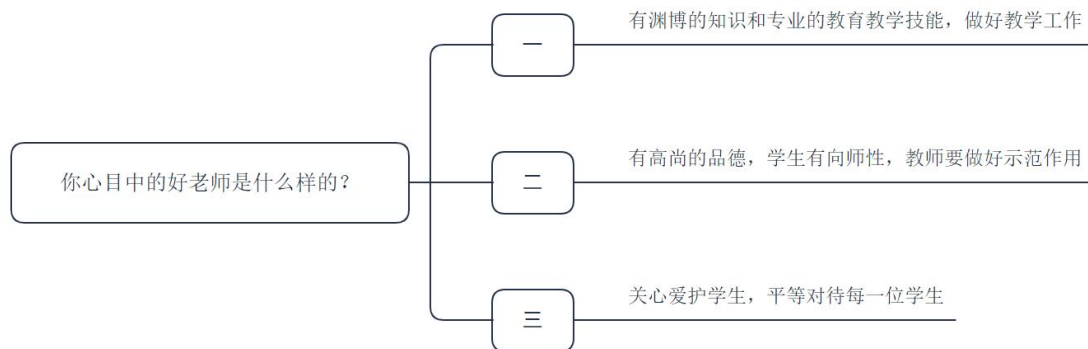 你心目中的好老师是什么样的？
一
有渊博的知识和专业的教育教学技能，做好教学工作
二
有高尚的品德，学生有向师性，教师要做好示范作用
三
关心爱护学生，平等对待每一位学生